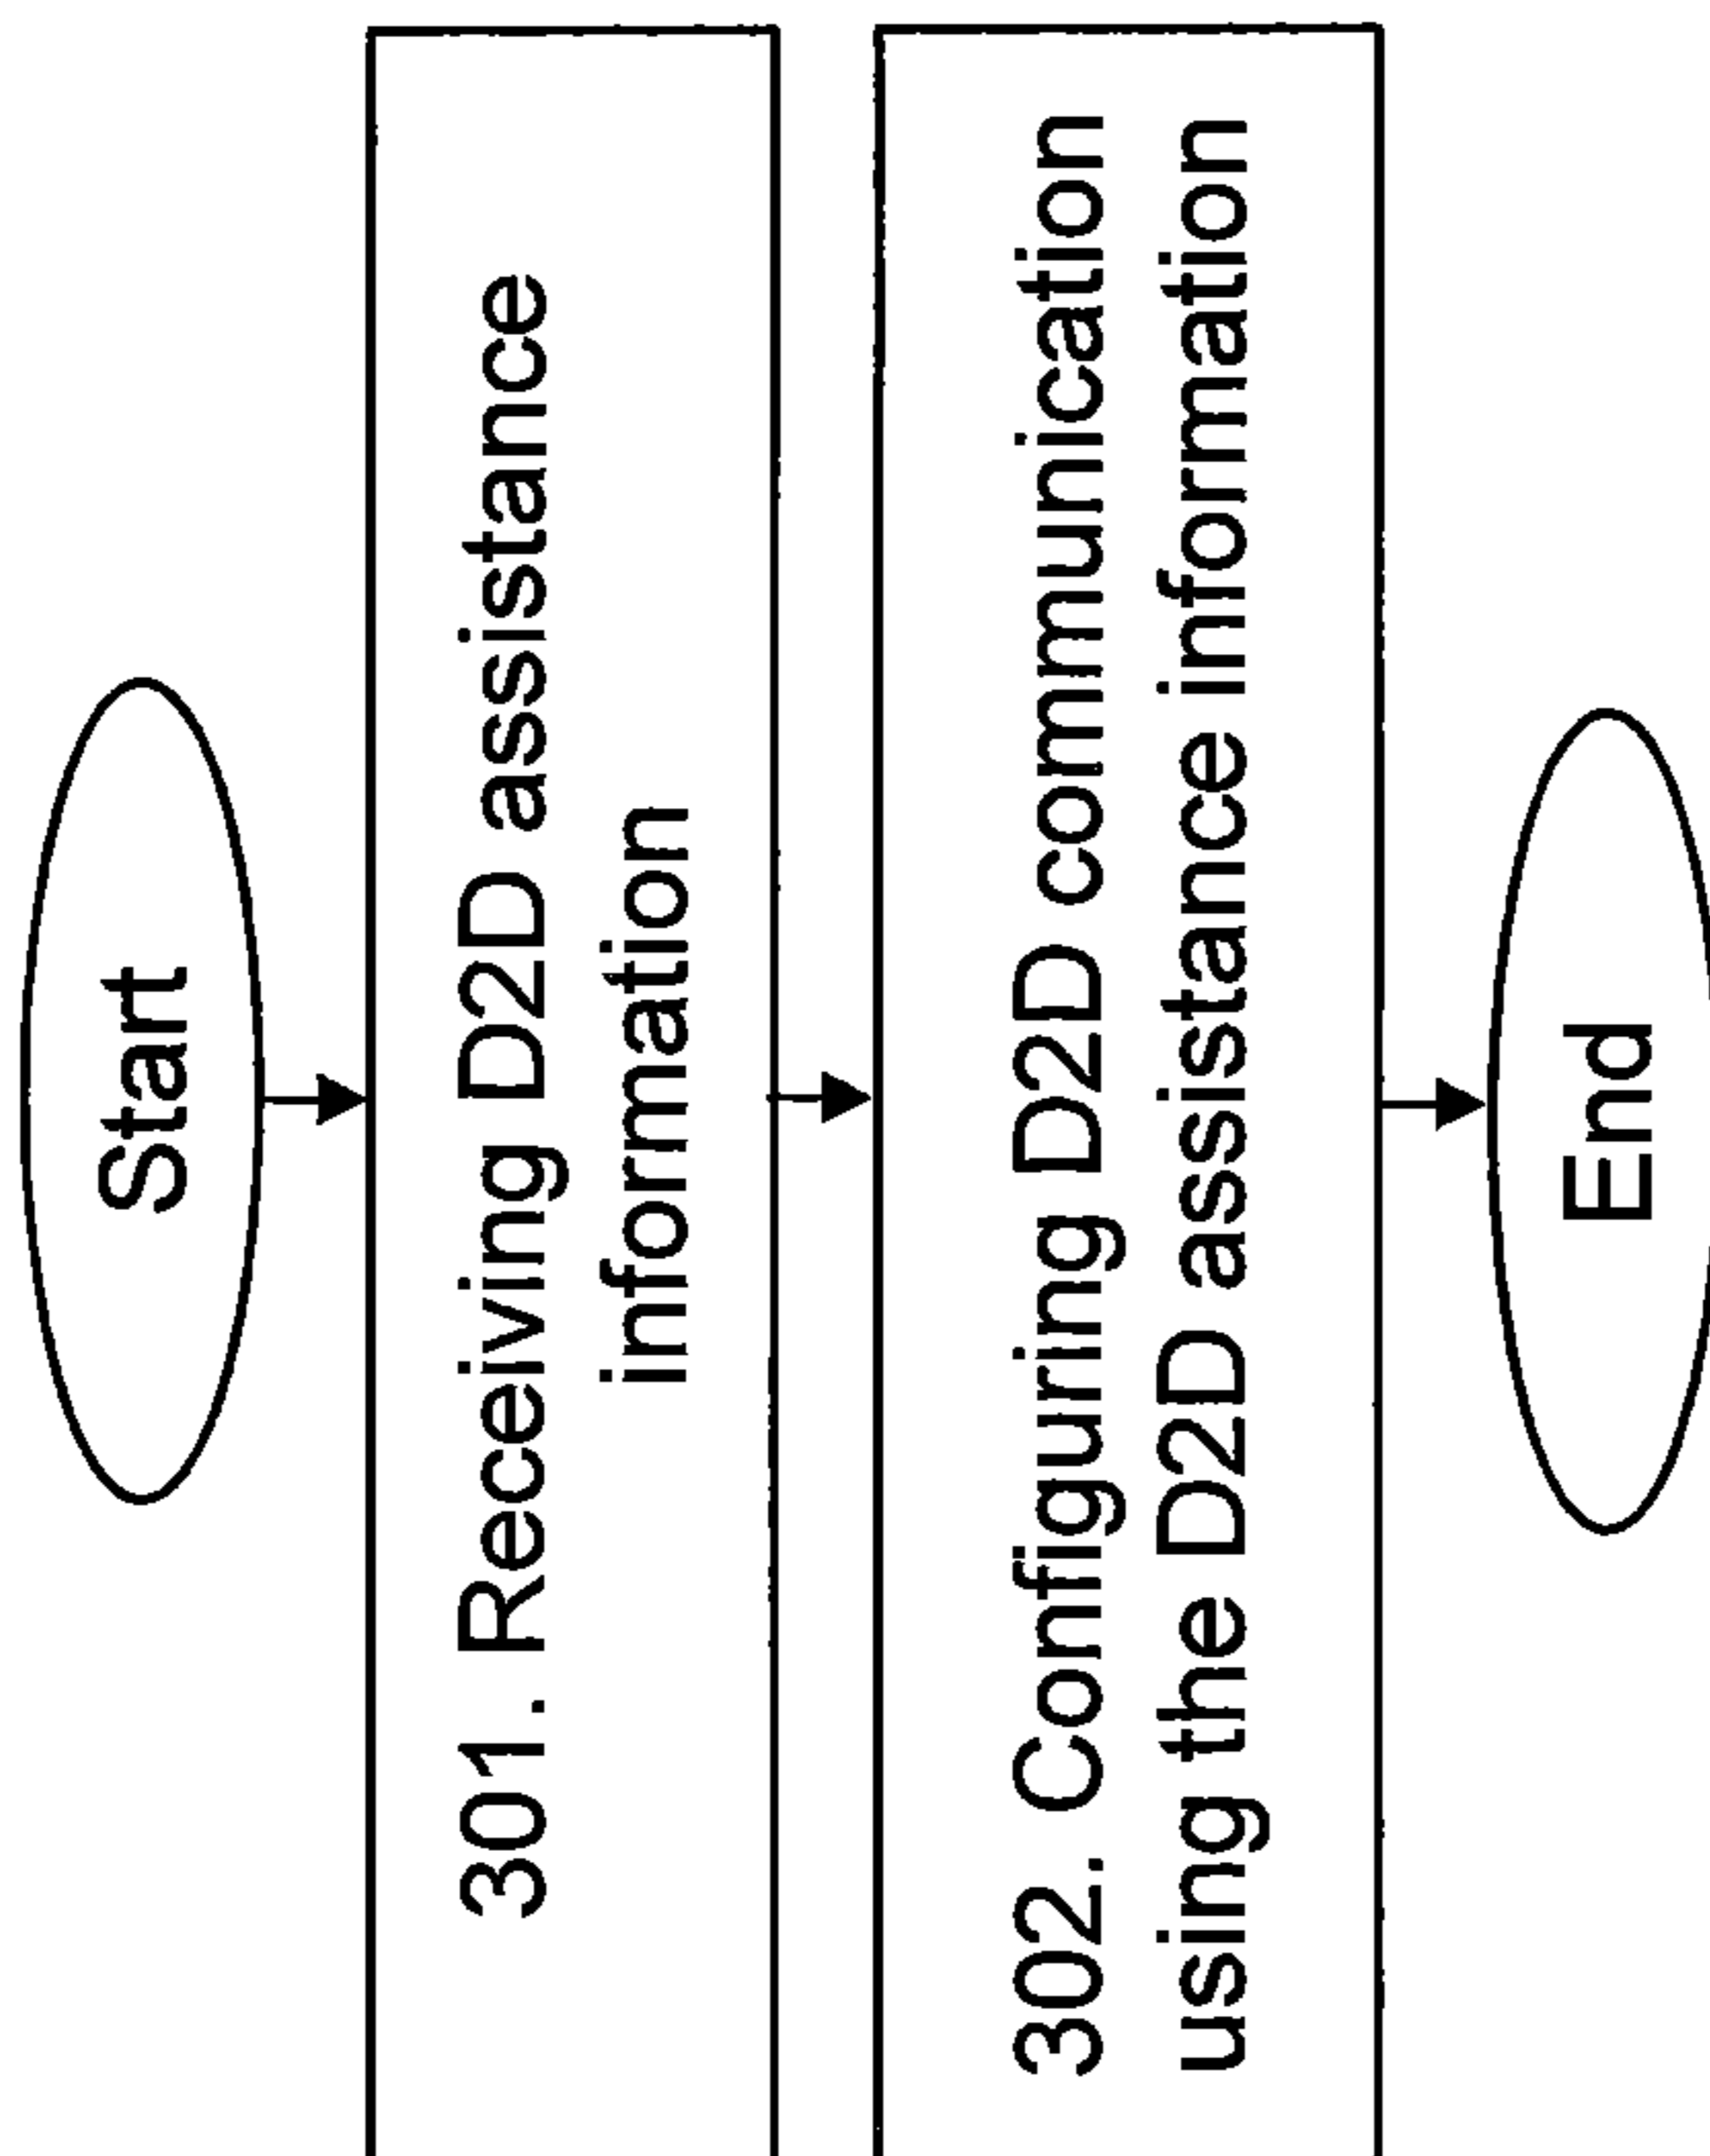 Start
301. Receiving D2D assistance
information
302. Configuring D2D communication
using the D2D assistance information
End